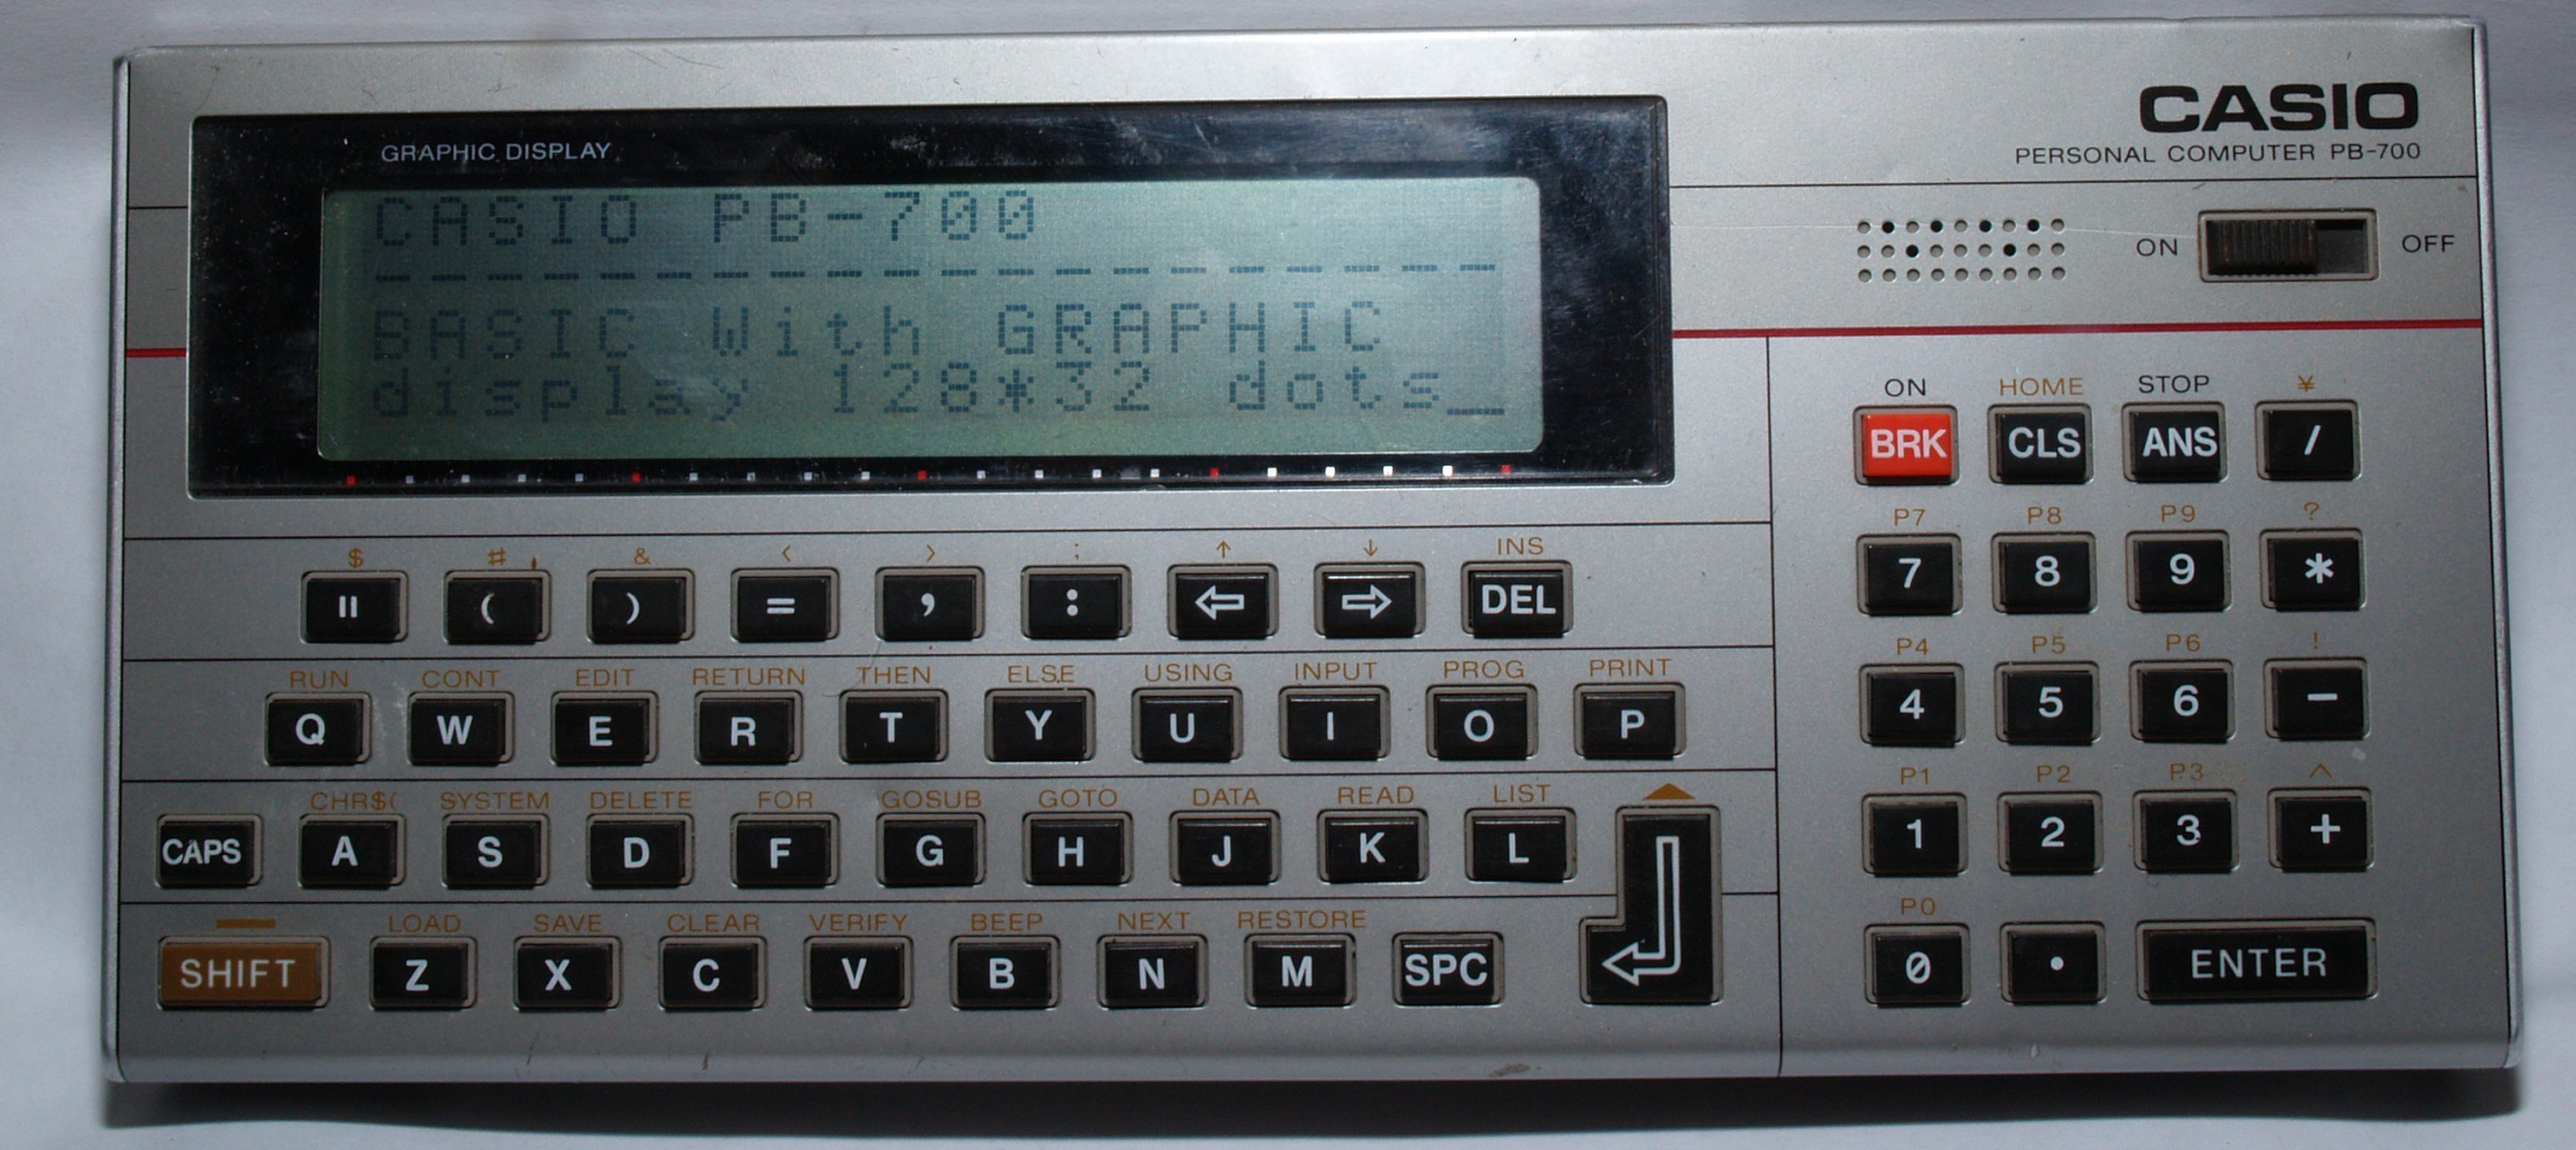 CASIO
PERSONAL COMPUTER PB-700
GRAPHIC DISPLAY
CASIO PB-700
--------------------
BASIC With GRAPHIC
display 128*32 dots_
ON OFF
ON HOME STOP ¥
BRK CLS ANS /
P7 P8 P9 ?
7 8 9 *
P4 P5 P6 !
4 5 6 -
P1 P2 P3 ^
1 2 3 +
P0
0 . ENTER
$ # & < > ; ↑ ↓ INS
" ( ) = , : ⇦ ⇨ DEL
RUN CONT EDIT RETURN THEN ELSE USING INPUT PROG PRINT
Q W E R T Y U I O P
CHR$( SYSTEM DELETE FOR GOSUB GOTO DATA READ LIST
CAPS A S D F G H J K L
LOAD SAVE CLEAR VERIFY BEEP NEXT RESTORE
SHIFT Z X C V B N M SPC